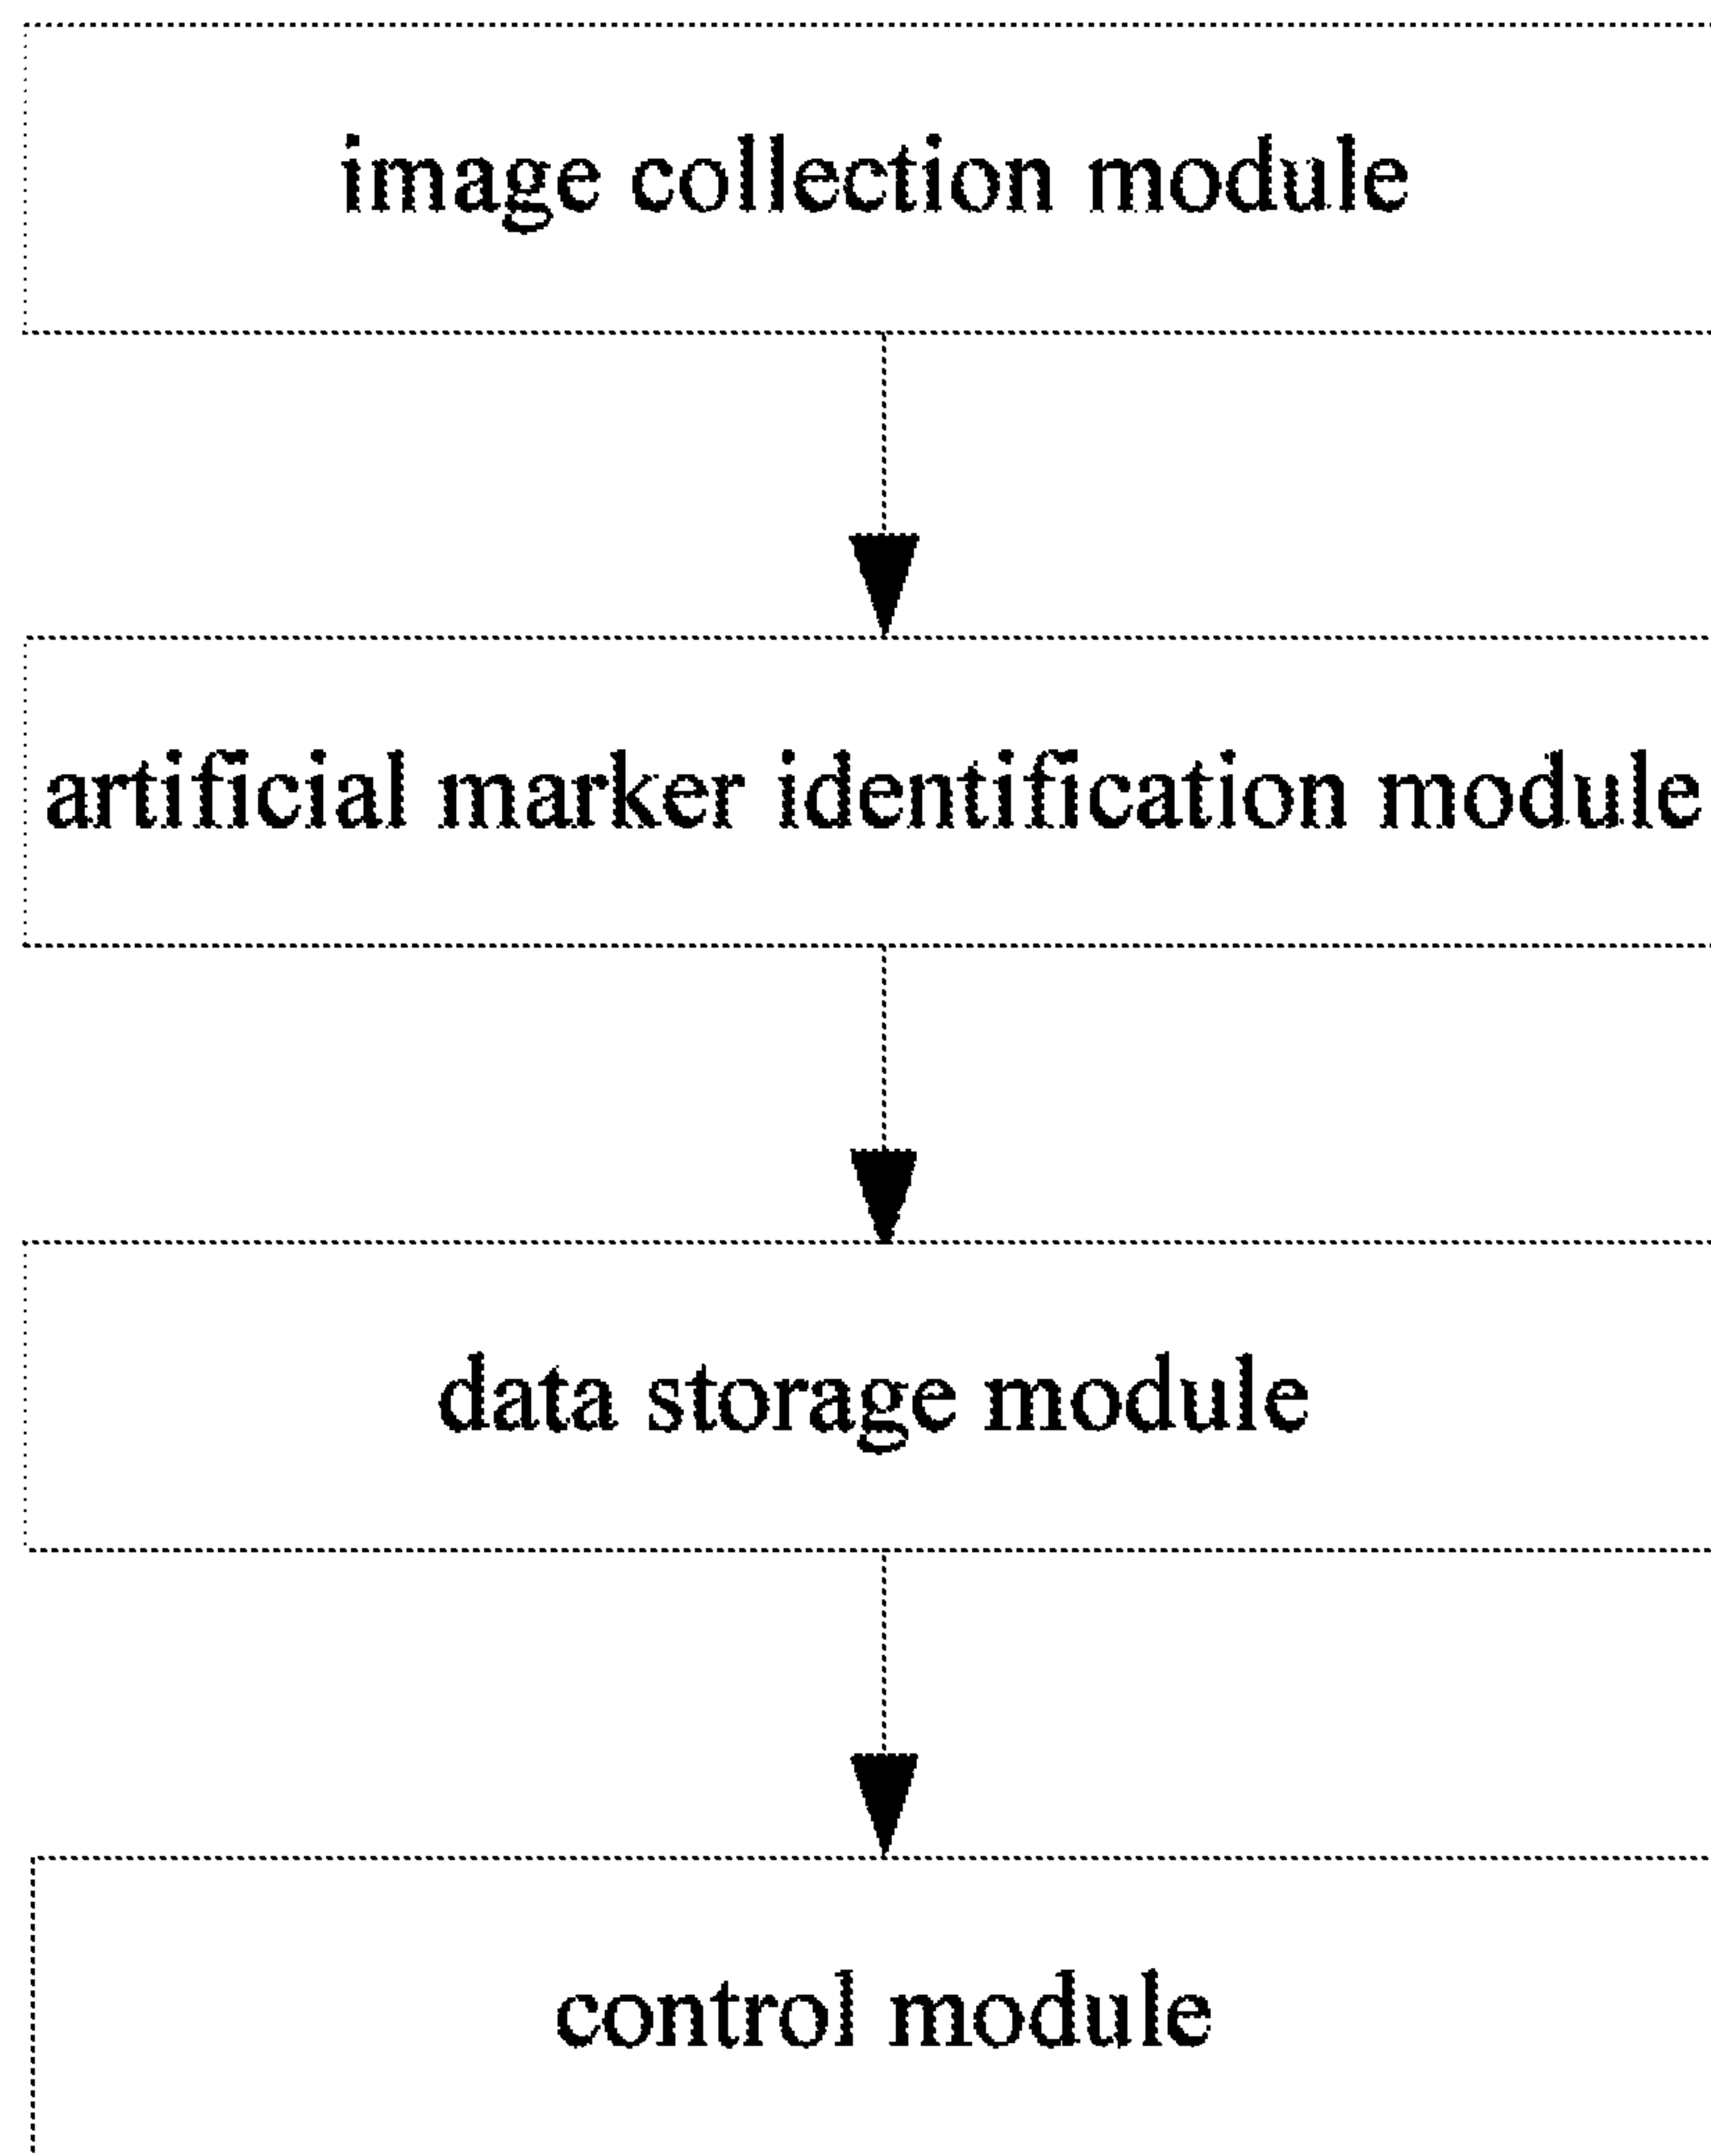 image collection module
artificial marker identification module
data storage module
control module